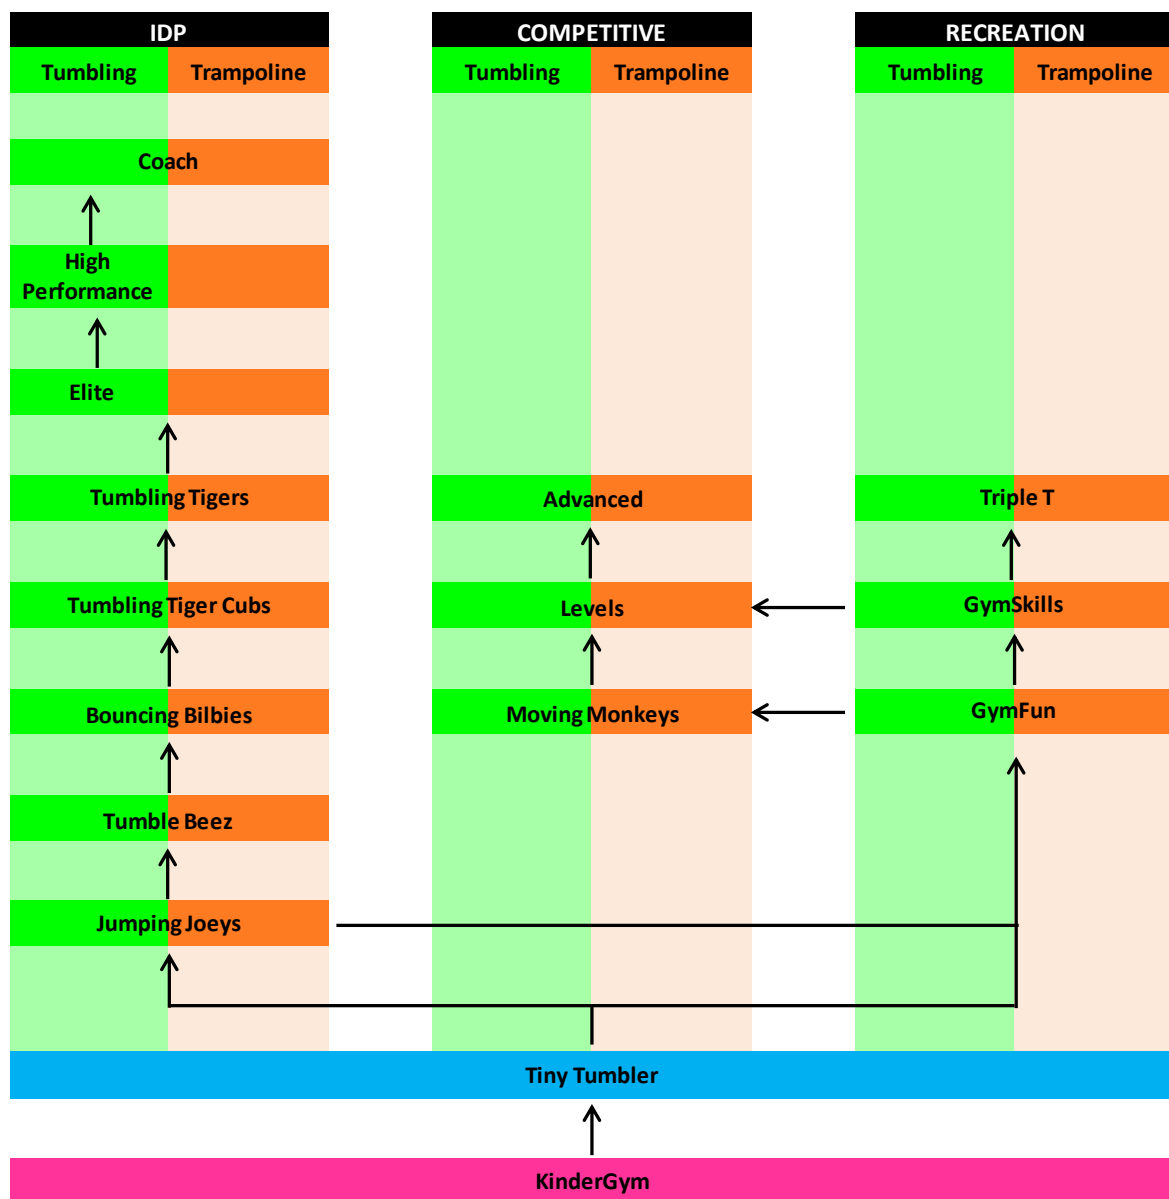 IDP
COMPETITIVE
RECREATION
Tumbling
Trampoline
Tumbling
Trampoline
Tumbling
Trampoline
Coach
High
Performance
Elite
Tumbling Tigers
Advanced
Triple T
Tumbling Tiger Cubs
Levels
GymSkills
Bouncing Bilbies
Moving Monkeys
GymFun
Tumble Beez
Jumping Joeys
Tiny Tumbler
KinderGym